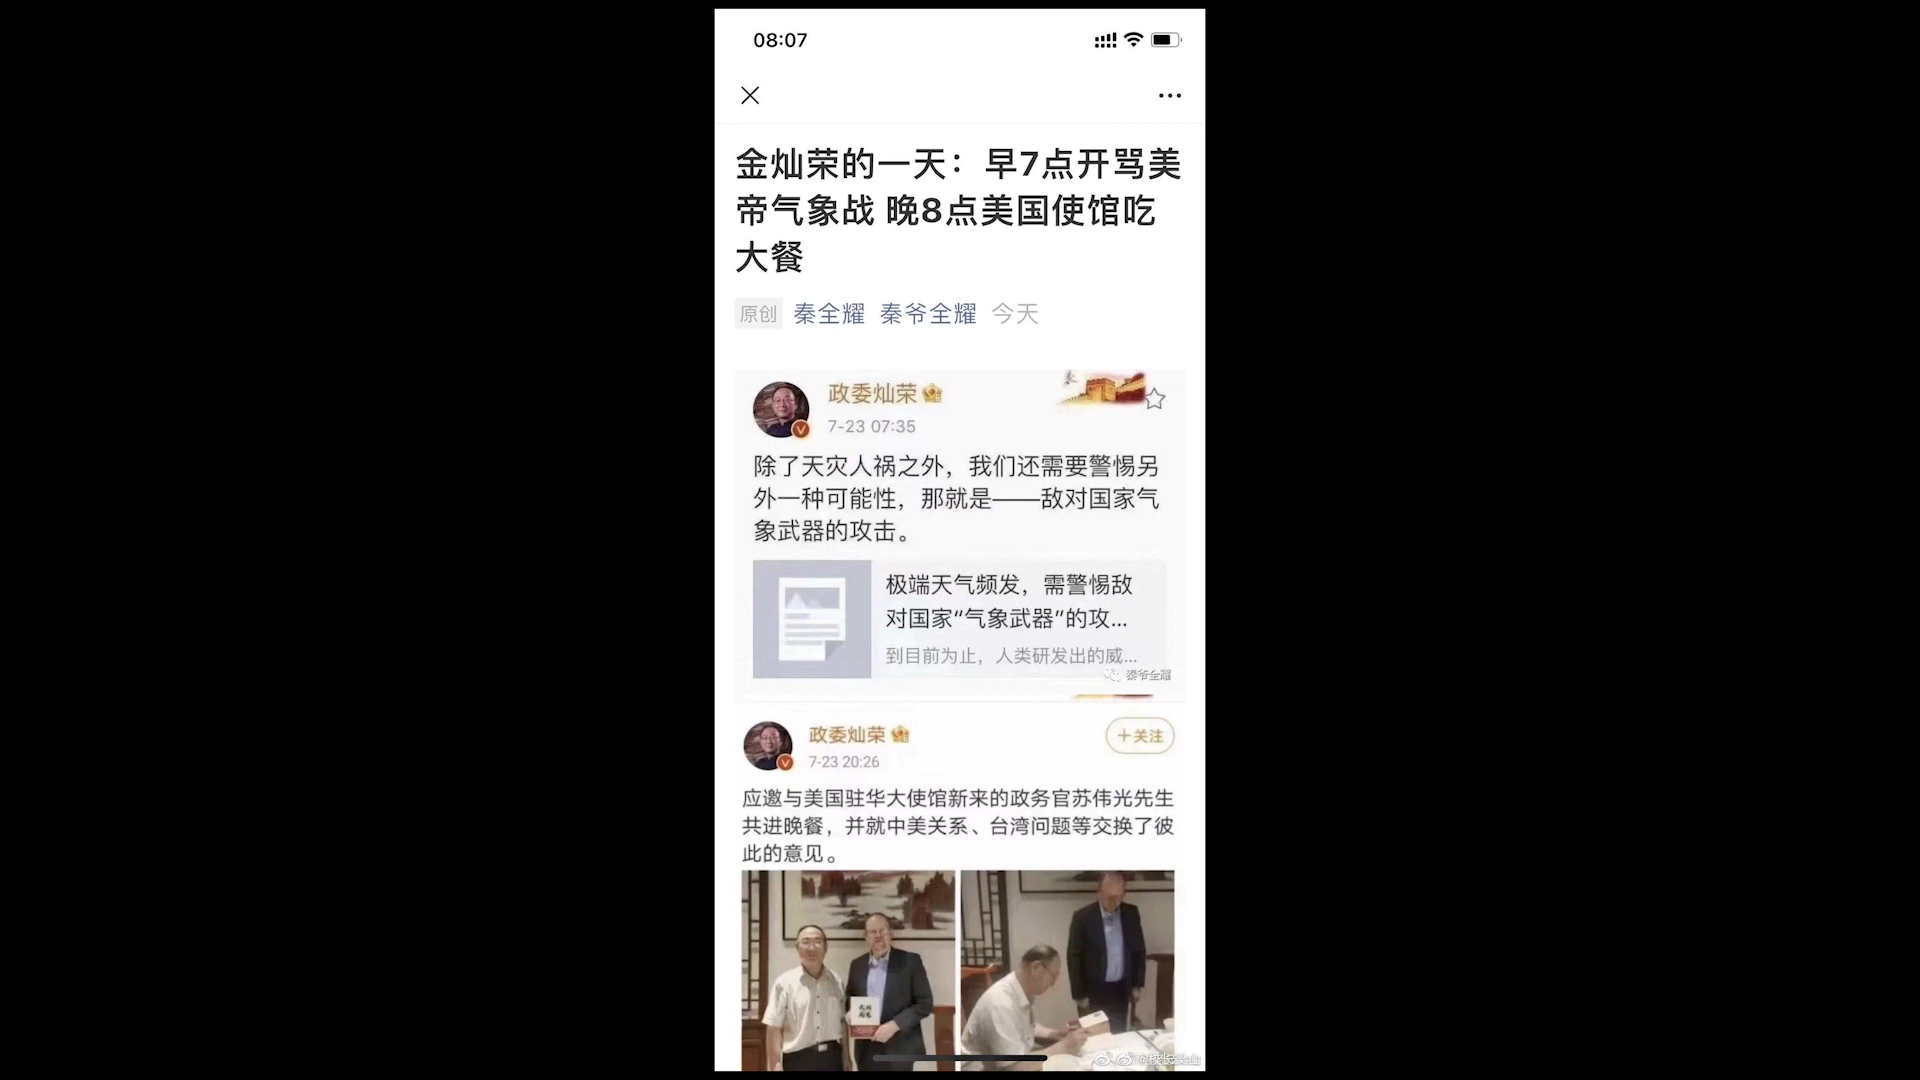 08:07
金灿荣的一天：早7点开骂美
帝气象战 晚8点美国使馆吃
大餐
原创 秦全耀 秦爷全耀 今天
政委灿荣
7-23 07:35
除了天灾人祸之外，我们还需要警惕另
外一种可能性，那就是——敌对国家气
象武器的攻击。
极端天气频发，需警惕敌
对国家“气象武器”的攻...
到目前为止，人类研发出的威...
秦爷全耀
政委灿荣
+关注
7-23 20:26
应邀与美国驻华大使馆新来的政务官苏伟光先生
共进晚餐，并就中美关系、台湾问题等交换了彼
此的意见。